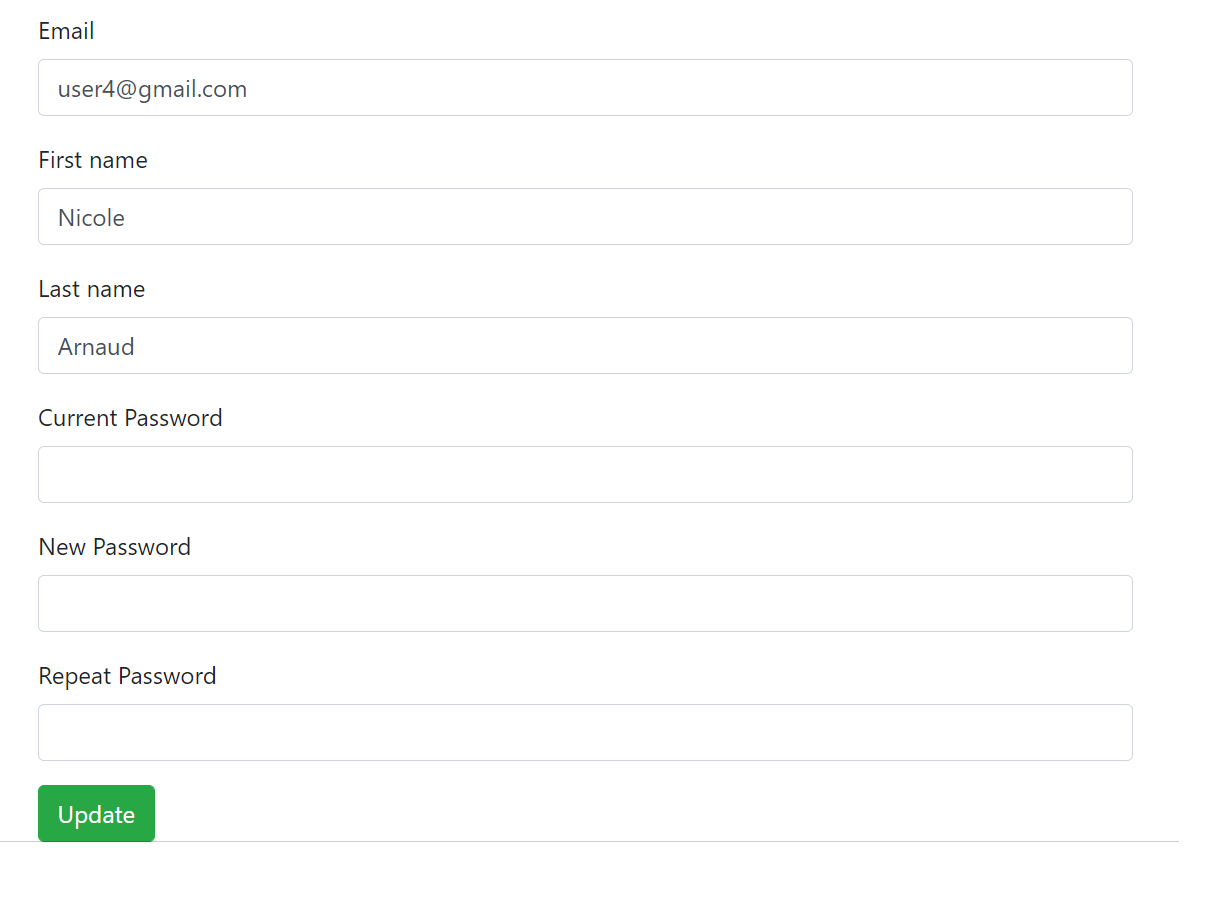 Email
user4@gmail.com
First name
Nicole
Last name
Arnaud
Current Password
New Password
Repeat Password
Update